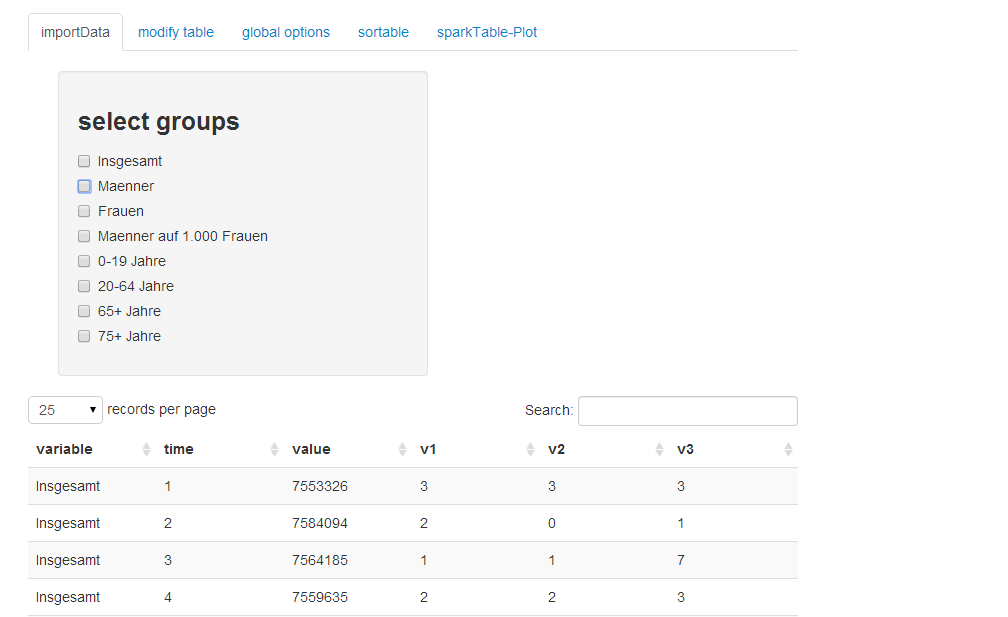 importData modify table global options sortable sparkTable-Plot
select groups
Insgesamt
Maenner
Frauen
Maenner auf 1.000 Frauen
0-19 Jahre
20-64 Jahre
65+ Jahre
75+ Jahre
25 records per page Search:
variable time value v1 v2 v3
Insgesamt 1 7553326 3 3 3
Insgesamt 2 7584094 2 0 1
Insgesamt 3 7564185 1 1 7
Insgesamt 4 7559635 2 2 3